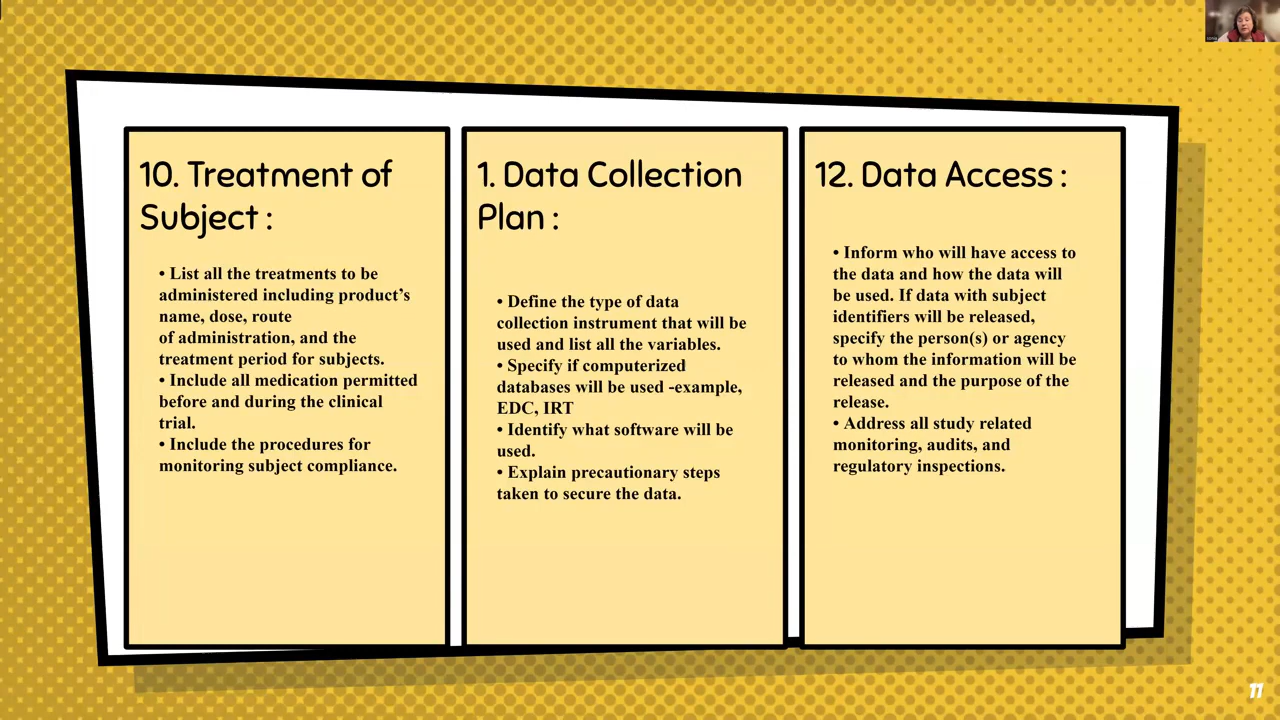 10. Treatment of
Subject :
• List all the treatments to be
administered including product’s
name, dose, route
of administration, and the
treatment period for subjects.
• Include all medication permitted
before and during the clinical
trial.
• Include the procedures for
monitoring subject compliance.
1. Data Collection
Plan :
• Define the type of data
collection instrument that will be
used and list all the variables.
• Specify if computerized
databases will be used -example,
EDC, IRT
• Identify what software will be
used.
• Explain precautionary steps
taken to secure the data.
12. Data Access :
• Inform who will have access to
the data and how the data will
be used. If data with subject
identifiers will be released,
specify the person(s) or agency
to whom the information will be
released and the purpose of the
release.
• Address all study related
monitoring, audits, and
regulatory inspections.
11